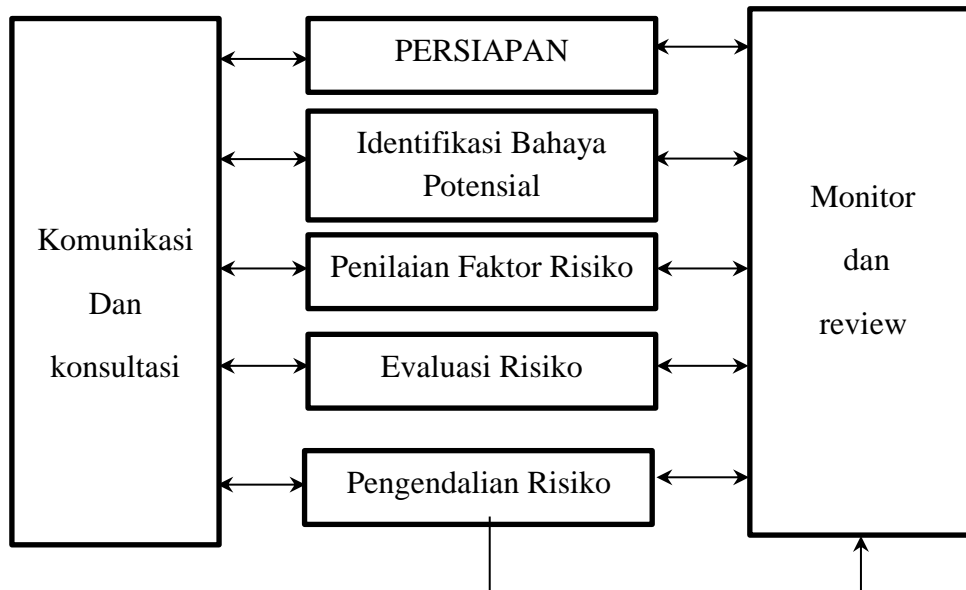 PERSIAPAN
Identifikasi Bahaya
Potensial
Komunikasi
Dan
konsultasi
Penilaian Faktor Risiko
Evaluasi Risiko
Pengendalian Risiko
Monitor
dan
review